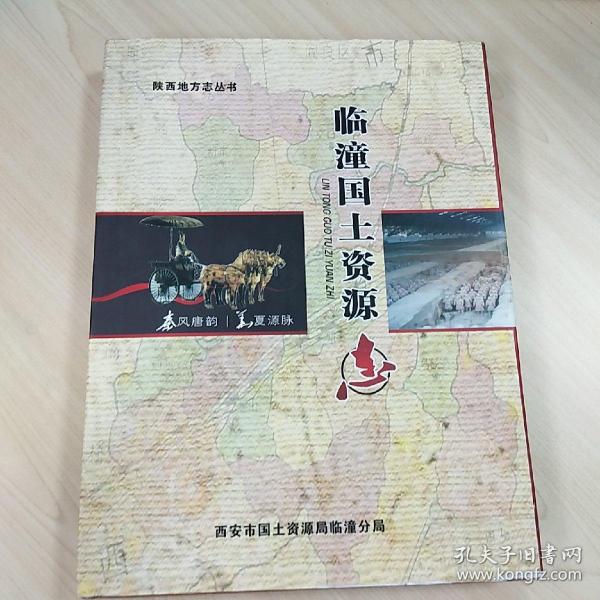 陕西地方志丛书
临潼国土资源志
LIN TONG GUO TU ZI YUAN ZHI
秦风唐韵 | 华夏源脉
西安市国土资源局临潼分局
孔夫子旧书网
www.kongfz.com